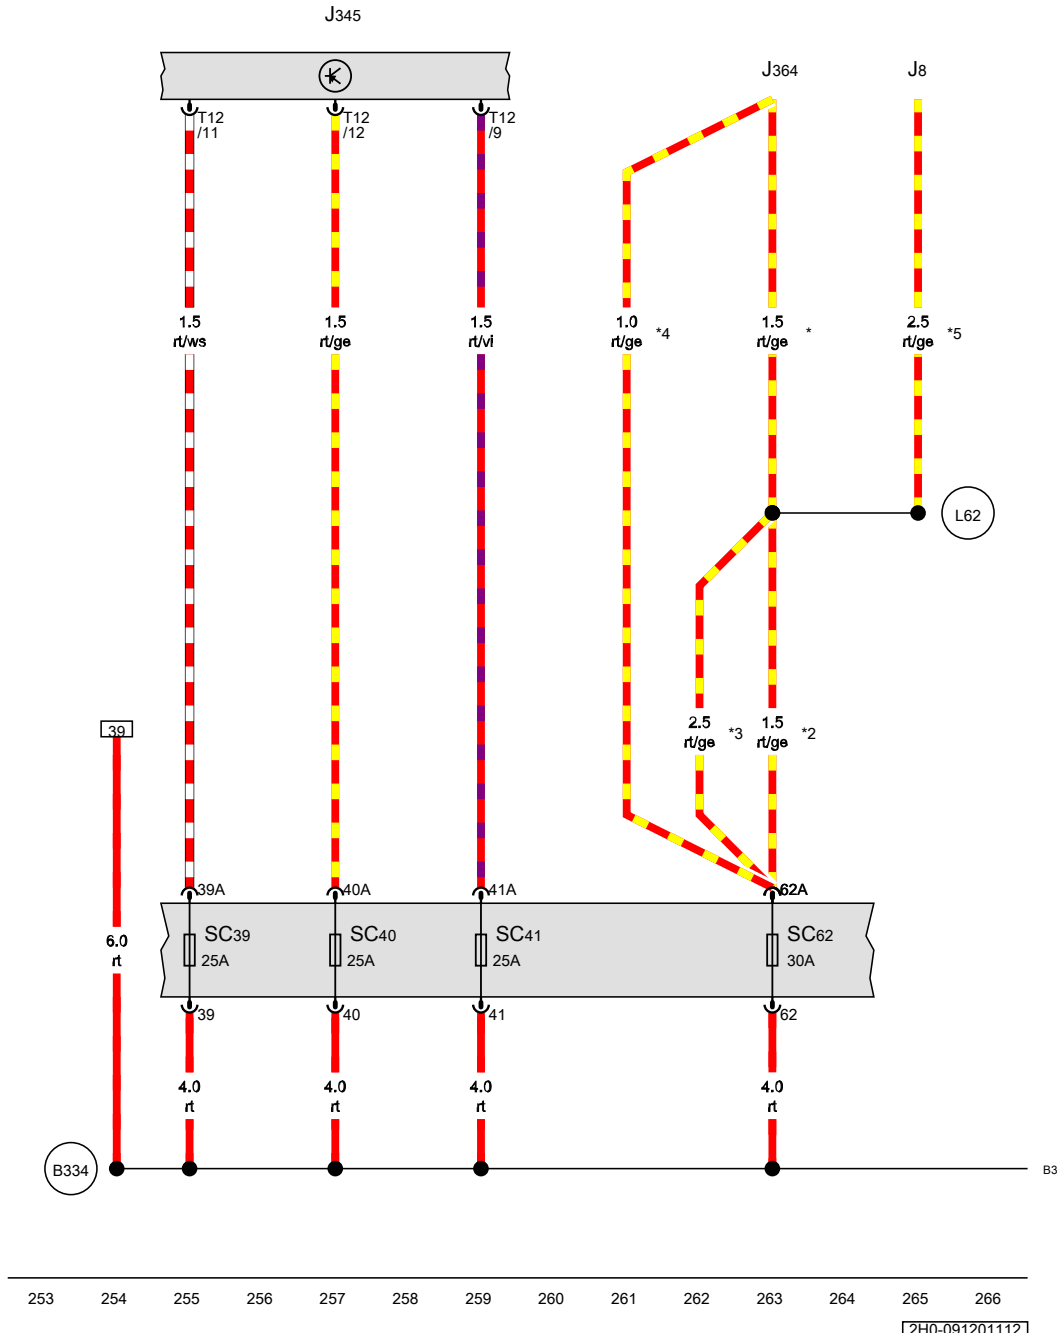 J345
J364
J8
T12
/11
T12
/12
T12
/9
1.5
rt/ws
1.5
rt/ge
1.5
rt/vi
1.0
rt/ge *4
1.5
rt/ge *
2.5
rt/ge *5
L62
39
2.5
rt/ge *3
1.5
rt/ge *2
39A
40A
41A
62A
SC39
25A
SC40
25A
SC41
25A
SC62
30A
39
40
41
62
6.0
rt
4.0
rt
4.0
rt
4.0
rt
4.0
rt
B334
B3
253 254 255 256 257 258 259 260 261 262 263 264 265 266
2H0-091201112